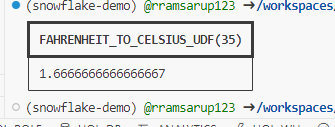 (snowflake-demo) @rramsarup123 →/workspaces/
FAHRENHEIT_TO_CELSIUS_UDF(35)
1.6666666666666667
(snowflake-demo) @rramsarup123 →/workspaces/